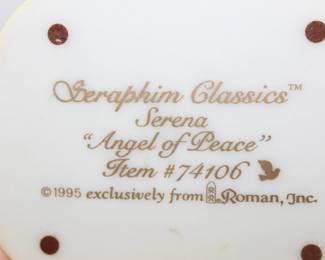 Seraphim Classics™
Serena
"Angel of Peace"
Item #74106
©1995 exclusively from Roman, Inc.